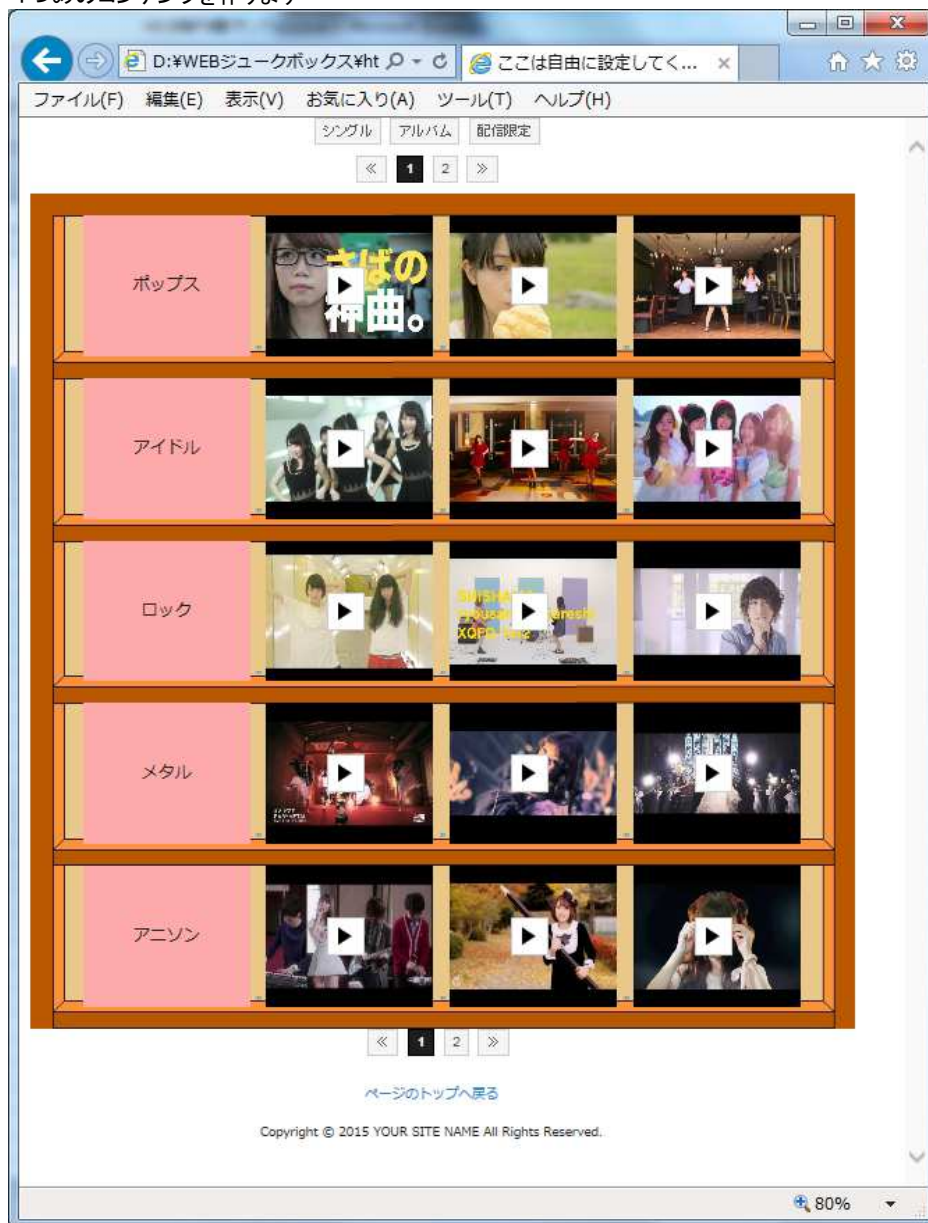 D:¥WEBジュークボックス¥ht
ここは自由に設定してく...
ファイル(F) 編集(E) 表示(V) お気に入り(A) ツール(T) ヘルプ(H)
シングル アルバム 配信限定
≪ 1 2 ≫
ポップス
さばの
神曲。
アイドル
ロック
メタル
アニソン
≪ 1 2 ≫
ページのトップへ戻る
Copyright © 2015 YOUR SITE NAME All Rights Reserved.
80%